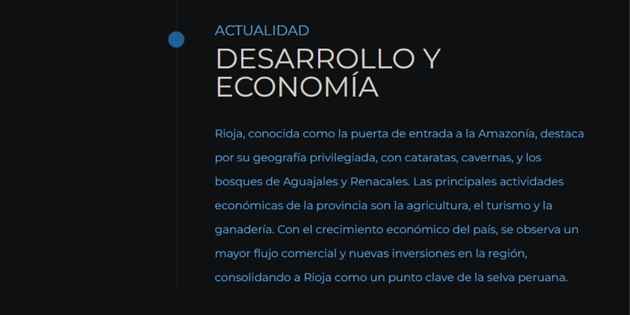 ACTUALIDAD
DESARROLLO Y
ECONOMÍA
Rioja, conocida como la puerta de entrada a la Amazonía, destaca
por su geografía privilegiada, con cataratas, cavernas, y los
bosques de Aguajales y Renacales. Las principales actividades
económicas de la provincia son la agricultura, el turismo y la
ganadería. Con el crecimiento económico del país, se observa un
mayor flujo comercial y nuevas inversiones en la región,
consolidando a Rioja como un punto clave de la selva peruana.